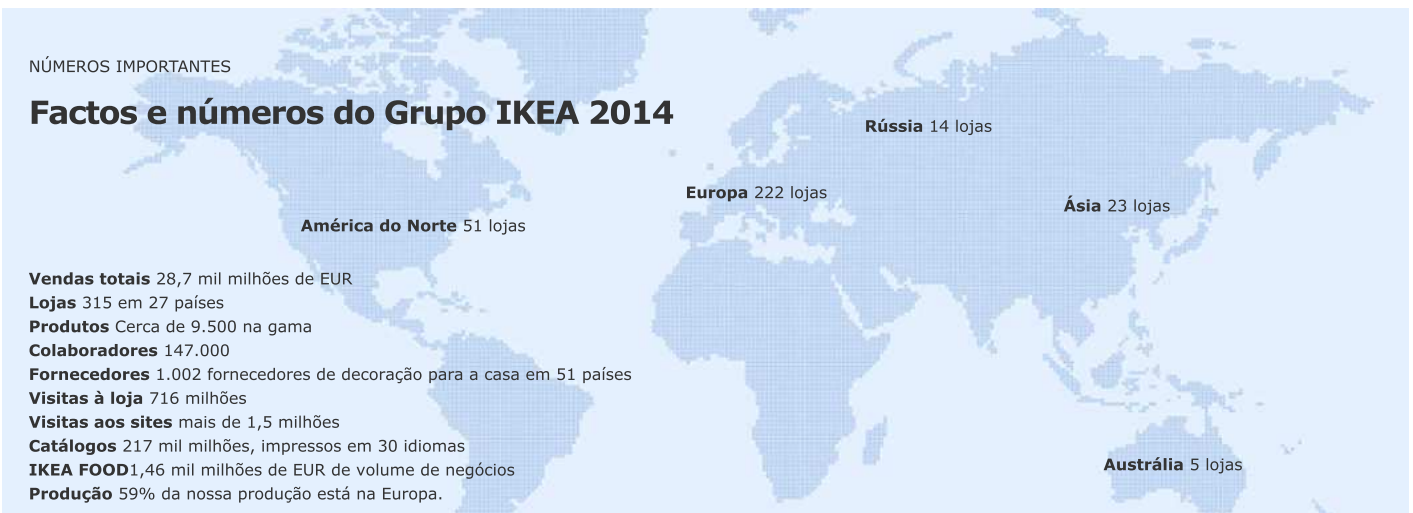 NÚMEROS IMPORTANTES
Factos e números do Grupo IKEA 2014
Rússia 14 lojas
Europa 222 lojas
Ásia 23 lojas
América do Norte 51 lojas
Vendas totais 28,7 mil milhões de EUR
Lojas 315 em 27 países
Produtos Cerca de 9.500 na gama
Colaboradores 147.000
Fornecedores 1.002 fornecedores de decoração para a casa em 51 países
Visitas à loja 716 milhões
Visitas aos sites mais de 1,5 milhões
Catálogos 217 mil milhões, impressos em 30 idiomas
IKEA FOOD1,46 mil milhões de EUR de volume de negócios
Produção 59% da nossa produção está na Europa.
Austrália 5 lojas